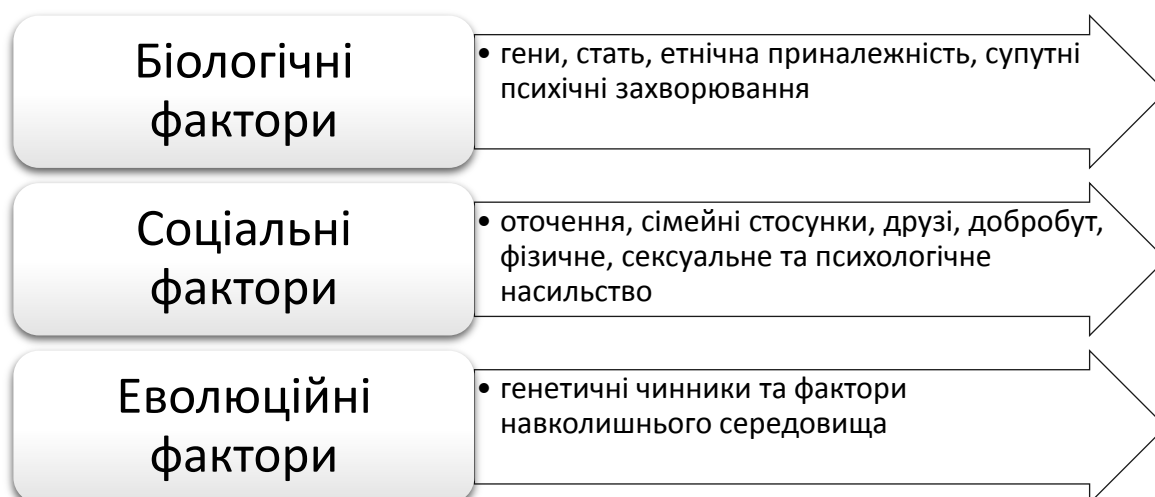 Біологічні
фактори
• гени, стать, етнічна приналежність, супутні
психічні захворювання
Соціальні
фактори
• оточення, сімейні стосунки, друзі, добробут,
фізичне, сексуальне та психологічне
насильство
Еволюційні
фактори
• генетичні чинники та фактори
навколишнього середовища